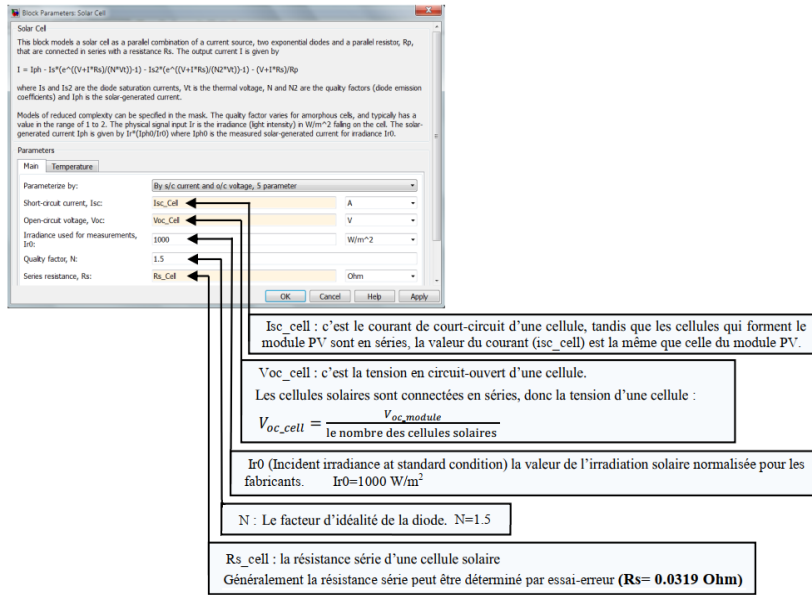 Block Parameters: Solar Cell
Solar Cell
This block models a solar cell as a parallel combination of a current source, two exponential diodes and a parallel resistor, Rp,
that are connected in series with a resistance Rs. The output current I is given by
I = Iph - Is*(e^((V+I*Rs)/(N*Vt))-1) - Is2*(e^((V+I*Rs)/(N2*Vt))-1) - (V+I*Rs)/Rp
where Is and Is2 are the diode saturation currents, Vt is the thermal voltage, N and N2 are the quality factors (diode emission
coefficients) and Iph is the solar-generated current.
Models of reduced complexity can be specified in the mask. The quality factor varies for amorphous cells, and typically has a
value in the range of 1 to 2. The physical signal input Ir is the irradiance (light intensity) in W/m^2 falling on the cell. The solar-
generated current Iph is given by Ir*(Iph0/Ir0) where Iph0 is the measured solar-generated current for irradiance Ir0.
Parameters
Main Temperature
Parameterize by: By s/c current and o/c voltage, 5 parameter
Short-circuit current, Isc: Isc_Cell A
Open-circuit voltage, Voc: Voc_Cell V
Irradiance used for measurements,
Ir0: 1000 W/m^2
Quality factor, N: 1.5
Series resistance, Rs: Rs_Cell Ohm
OK Cancel Help Apply
Isc_cell : c'est le courant de court-circuit d'une cellule, tandis que les cellules qui forment le
module PV sont en séries, la valeur du courant (isc_cell) est la même que celle du module PV.
Voc_cell : c'est la tension en circuit-ouvert d'une cellule.
Les cellules solaires sont connectées en séries, donc la tension d'une cellule :
V_oc_cell = V_oc_module / le nombre des cellules solaires
Ir0 (Incident irradiance at standard condition) la valeur de l'irradiation solaire normalisée pour les
fabricants. Ir0=1000 W/m²
N : Le facteur d'idéalité de la diode. N=1.5
Rs_cell : la résistance série d'une cellule solaire
Généralement la résistance série peut être déterminé par essai-erreur (Rs= 0.0319 Ohm)